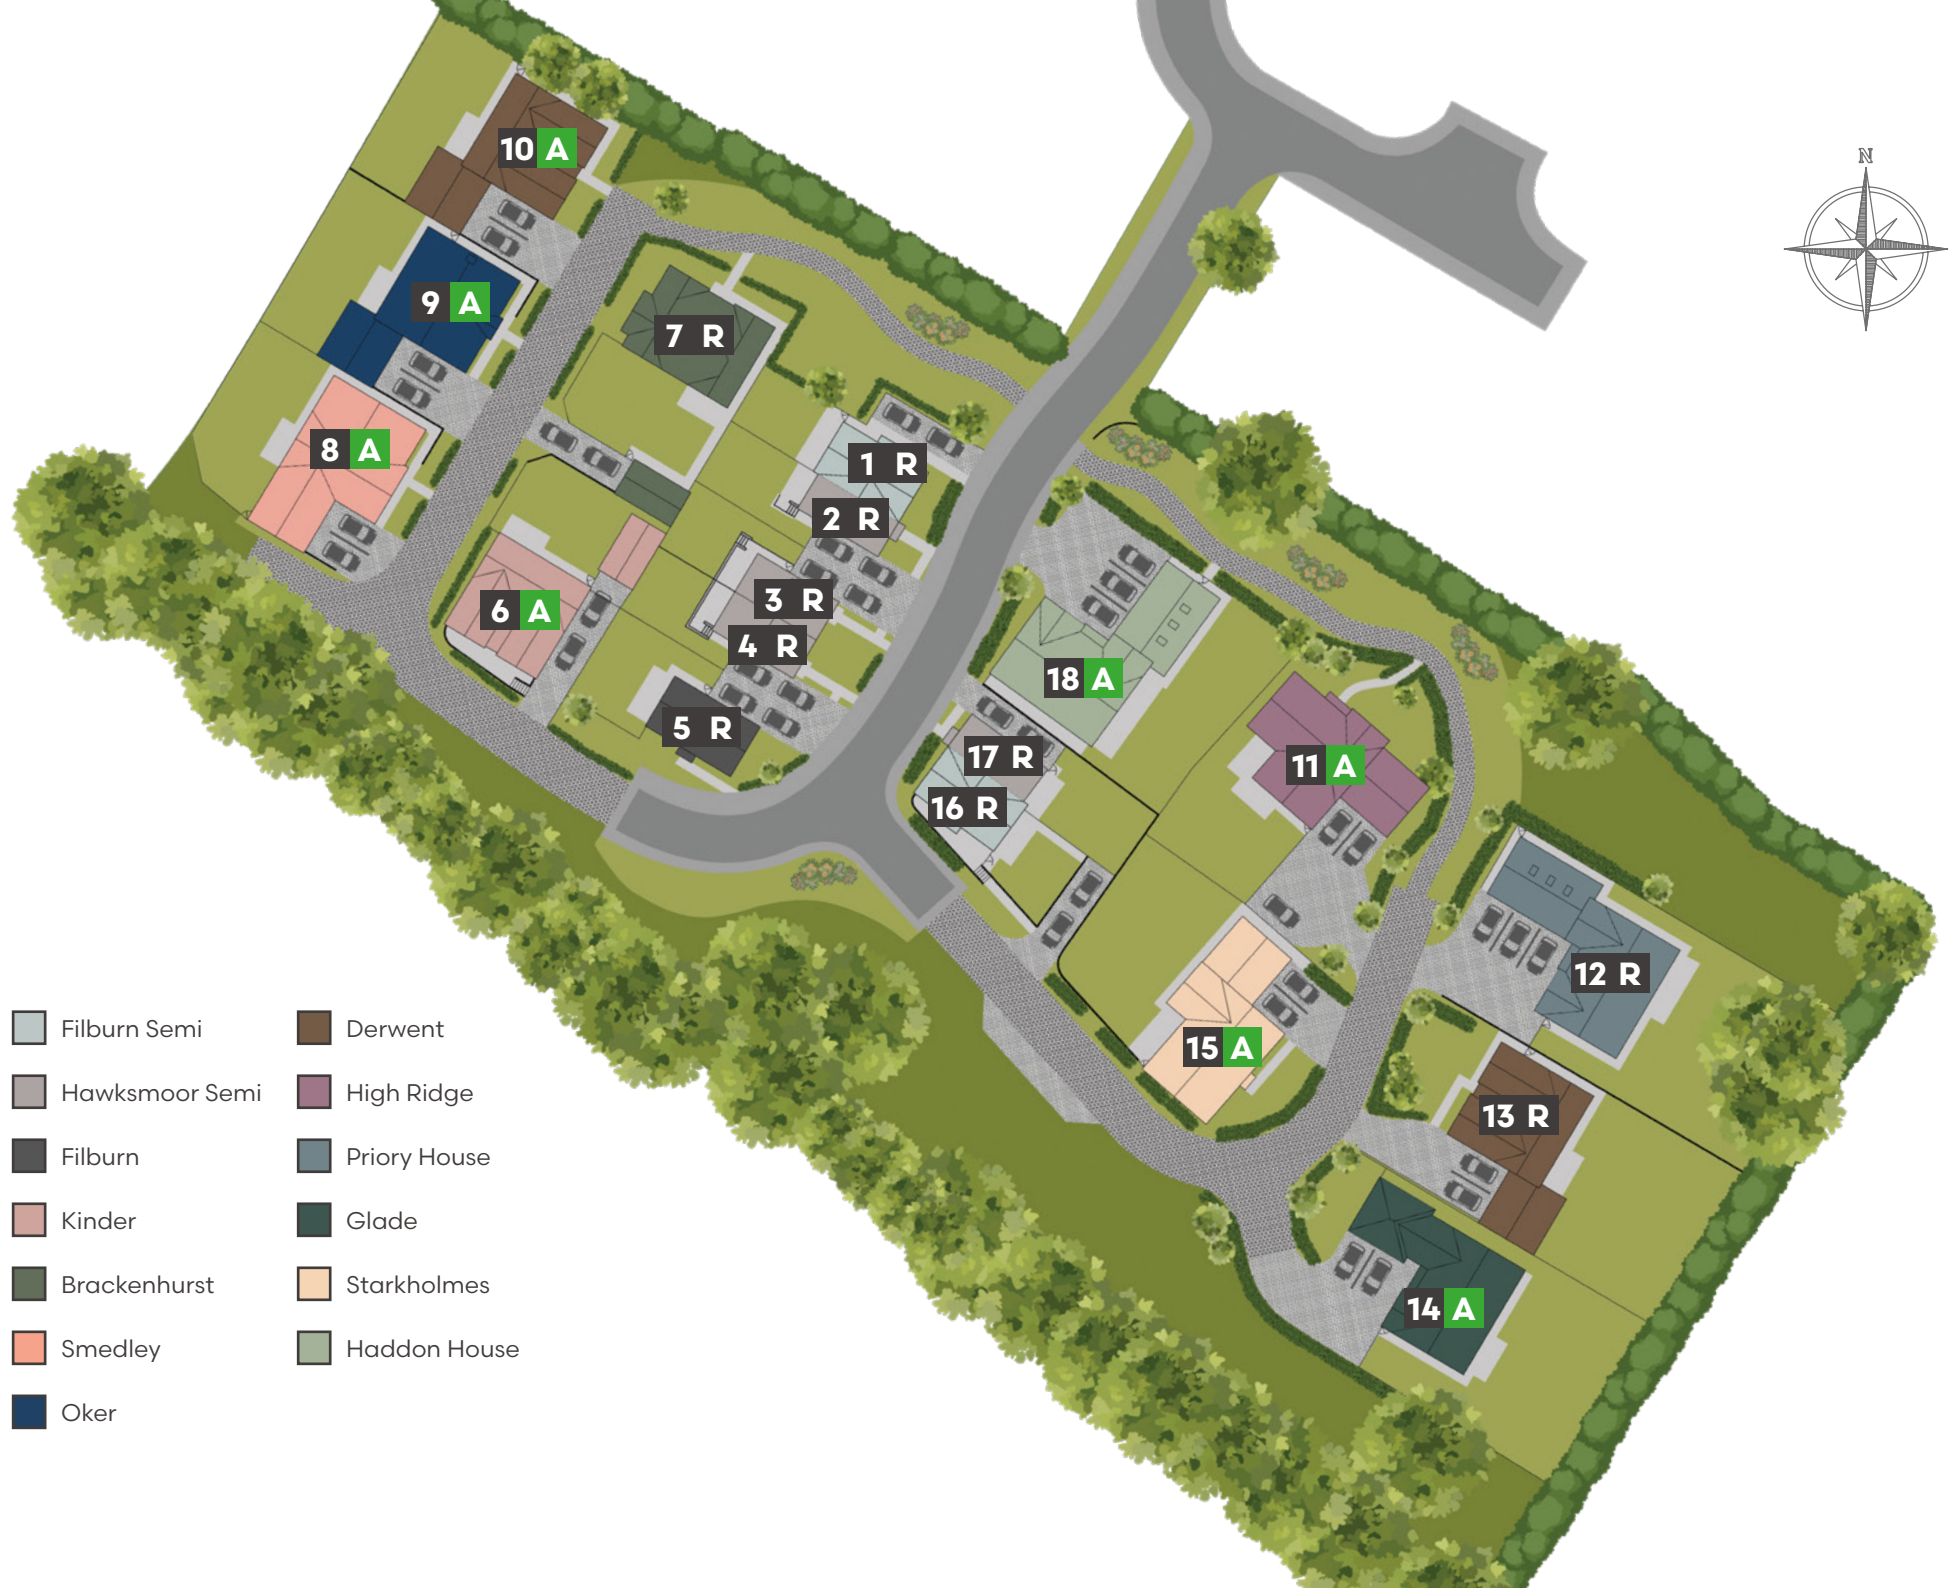 N
10 A
9 A
7 R
8 A
1 R
2 R
3 R
6 A
4 R
18 A
5 R
17 R
11 A
16 R
12 R
15 A
13 R
14 A
Filburn Semi
Hawksmoor Semi
Filburn
Kinder
Brackenhurst
Smedley
Oker
Derwent
High Ridge
Priory House
Glade
Starkholmes
Haddon House